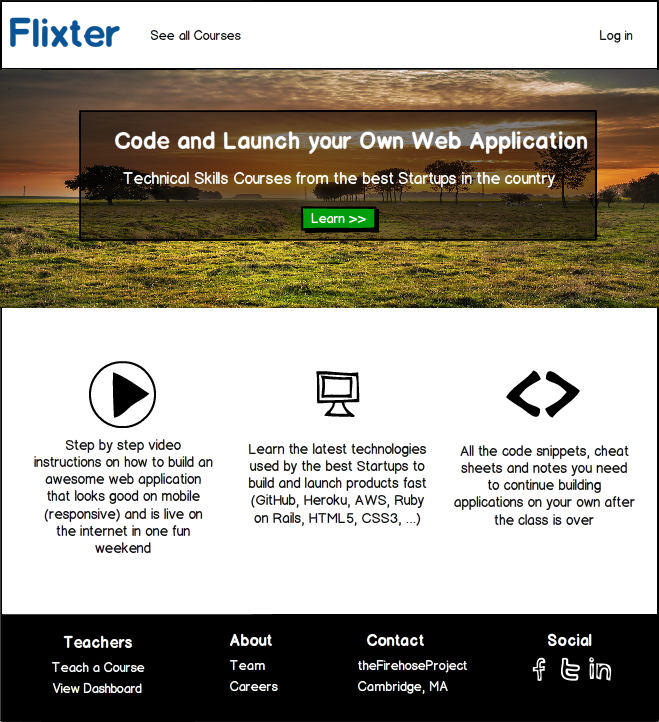 Flixter
See all Courses
Log in
Code and Launch your Own Web Application
Technical Skills Courses from the best Startups in the country
Learn >>
Step by step video
instructions on how to build an
awesome web application
that looks good on mobile
(responsive) and is live on
the internet in one fun
weekend
Learn the latest technologies
used by the best Startups to
build and launch products fast
(GitHub, Heroku, AWS, Ruby
on Rails, HTML5, CSS3, ...)
All the code snippets, cheat
sheets and notes you need
to continue building
applications on your own after
the class is over
Teachers
Teach a Course
View Dashboard
About
Team
Careers
Contact
theFirehoseProject
Cambridge, MA
Social
f t in